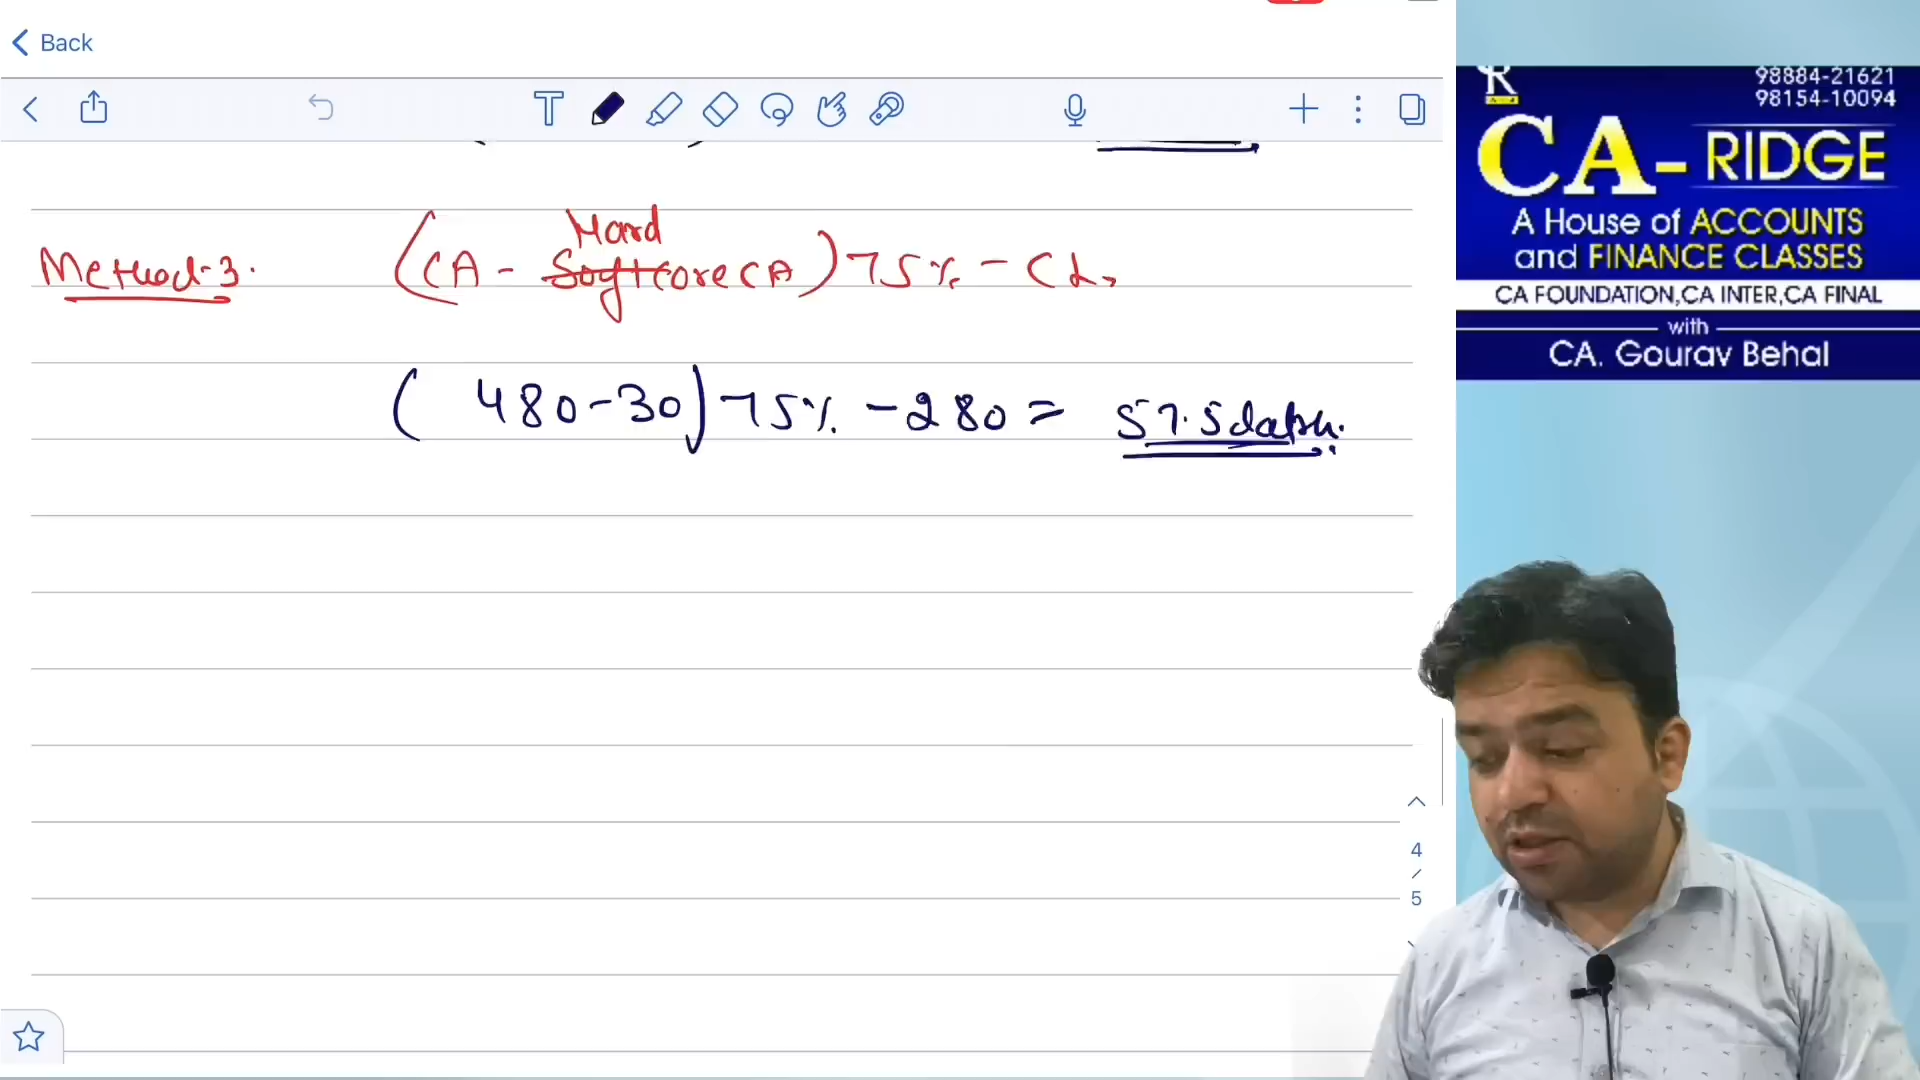 Back
98884-21621
98154-10094
R
CA-RIDGE
A House of ACCOUNTS
and FINANCE CLASSES
CA FOUNDATION,CA INTER,CA FINAL
with
CA. Gourav Behal
T
Hard
Method-3. (CA - Softcore CA) 75% - CL.
(480-30) 75% - 280 = 57.5 lakh.
4
5